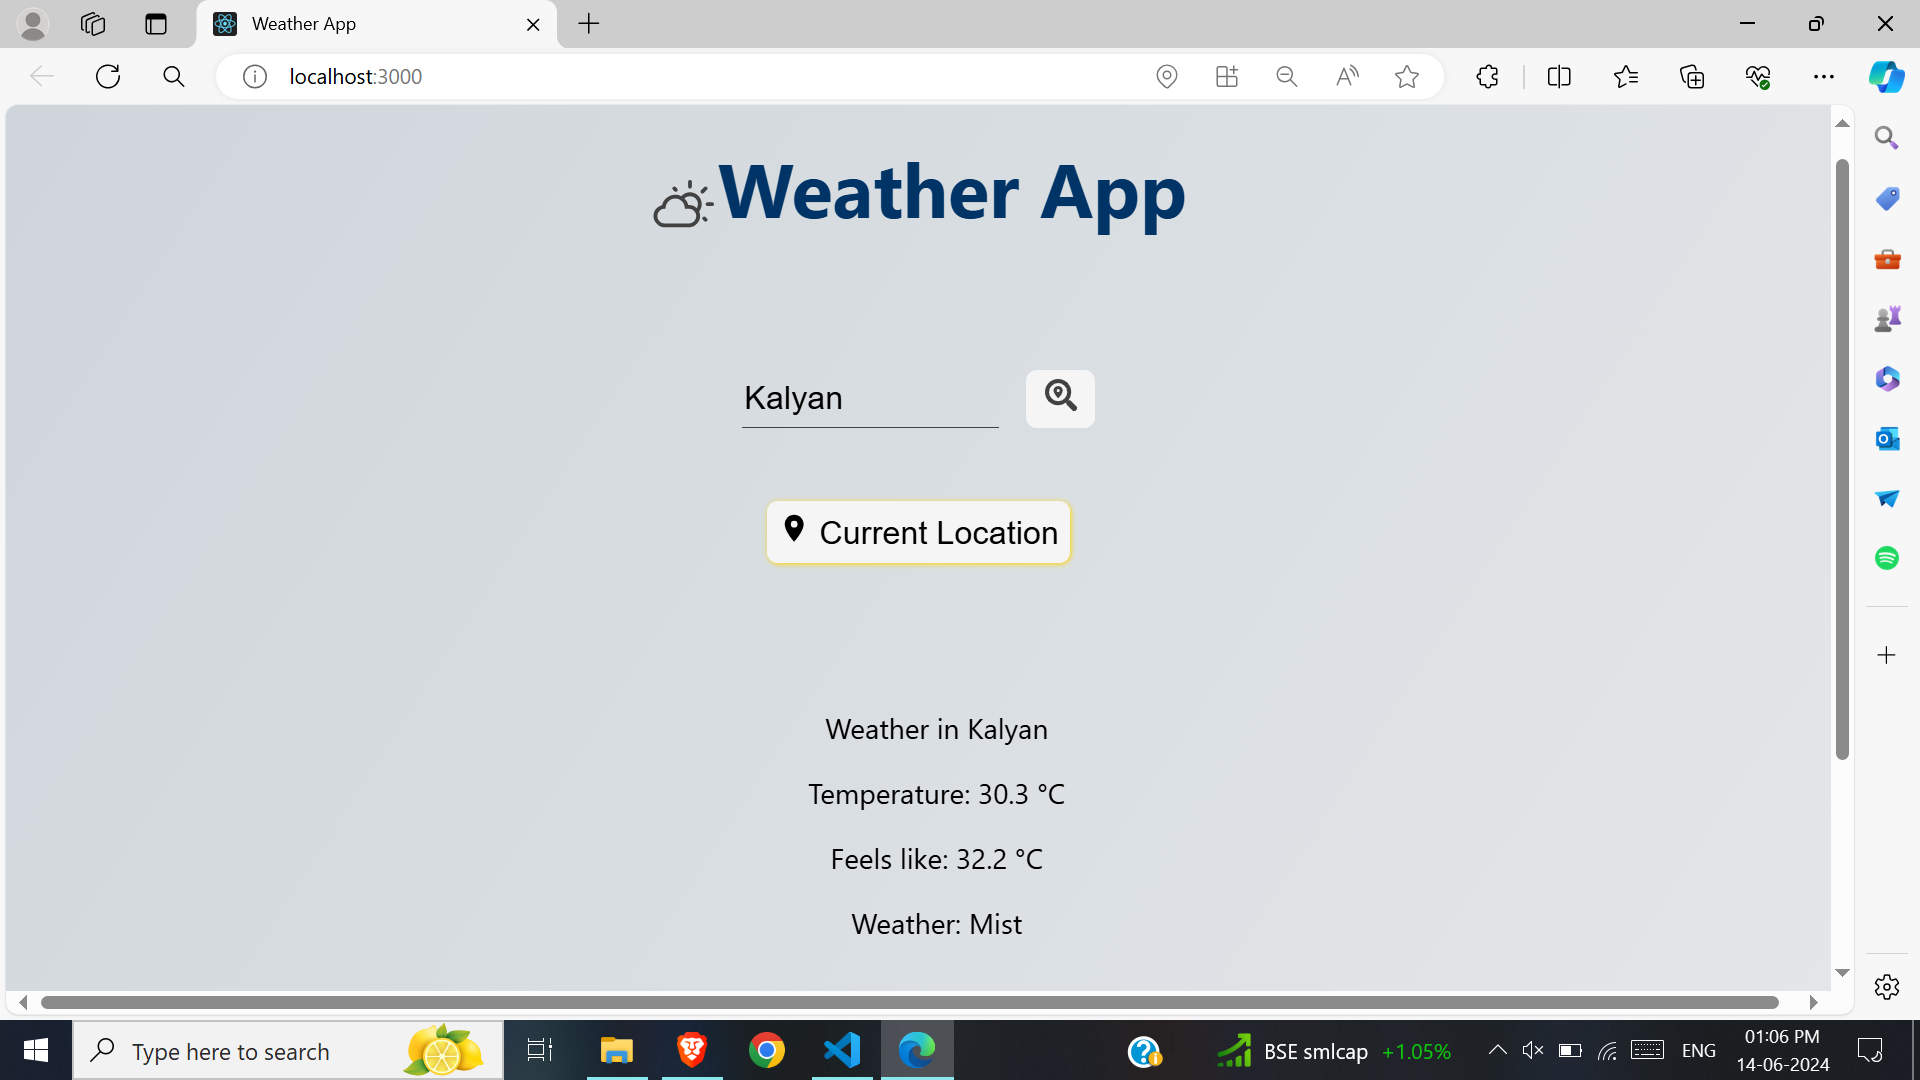 Weather App
localhost:3000
Weather App
Kalyan
Current Location
Weather in Kalyan
Temperature: 30.3 °C
Feels like: 32.2 °C
Weather: Mist
Type here to search
BSE smlcap +1.05%
ENG
01:06 PM
14-06-2024